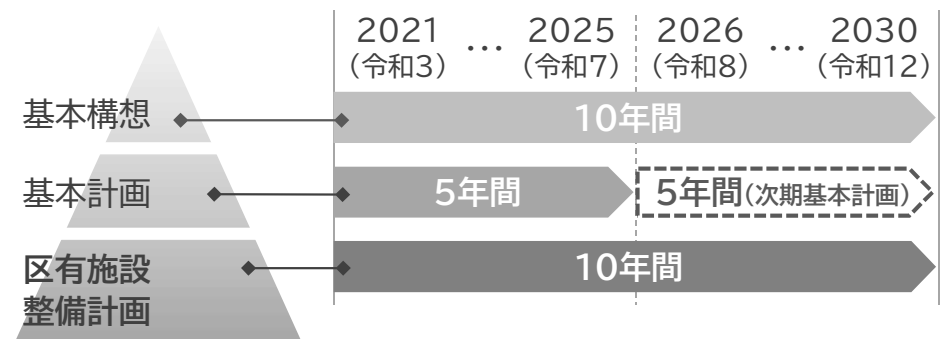 2021 … 2025 2026 … 2030
(令和3) (令和7) (令和8) (令和12)
基本構想 10年間
基本計画 5年間 5年間(次期基本計画)
区有施設
整備計画 10年間